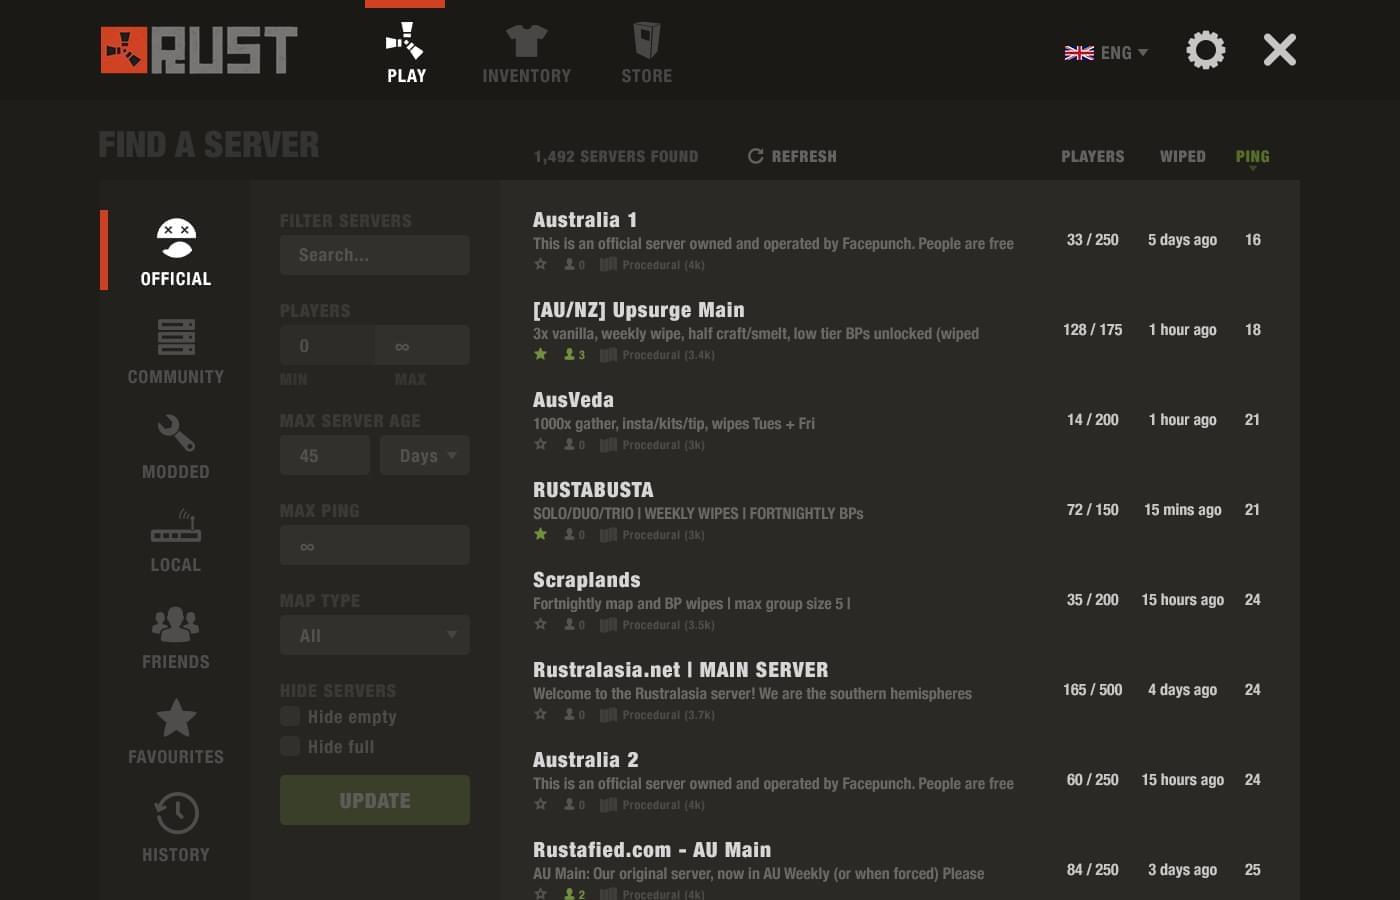 RUST
PLAY
INVENTORY
STORE
ENG
FIND A SERVER
1,492 SERVERS FOUND
REFRESH
PLAYERS
WIPED
PING
OFFICIAL
COMMUNITY
MODDED
LOCAL
FRIENDS
FAVOURITES
HISTORY
FILTER SERVERS
Search...
PLAYERS
0
∞
MIN
MAX
MAX SERVER AGE
45
Days
MAX PING
∞
MAP TYPE
All
HIDE SERVERS
Hide empty
Hide full
UPDATE
Australia 1
This is an official server owned and operated by Facepunch. People are free
0 Procedural (4k)
33 / 250 5 days ago 16
[AU/NZ] Upsurge Main
3x vanilla, weekly wipe, half craft/smelt, low tier BPs unlocked (wiped
3 Procedural (3.4k)
128 / 175 1 hour ago 18
AusVeda
1000x gather, insta/kits/tip, wipes Tues + Fri
0 Procedural (3k)
14 / 200 1 hour ago 21
RUSTABUSTA
SOLO/DUO/TRIO | WEEKLY WIPES | FORTNIGHTLY BPs
0 Procedural (3k)
72 / 150 15 mins ago 21
Scraplands
Fortnightly map and BP wipes | max group size 5 |
0 Procedural (3.5k)
35 / 200 15 hours ago 24
Rustralasia.net | MAIN SERVER
Welcome to the Rustralasia server! We are the southern hemispheres
0 Procedural (3.7k)
165 / 500 4 days ago 24
Australia 2
This is an official server owned and operated by Facepunch. People are free
0 Procedural (4k)
60 / 250 15 hours ago 24
Rustafied.com - AU Main
AU Main: Our original server, now in AU Weekly (or when forced) Please
2 Procedural (4k)
84 / 250 3 days ago 25